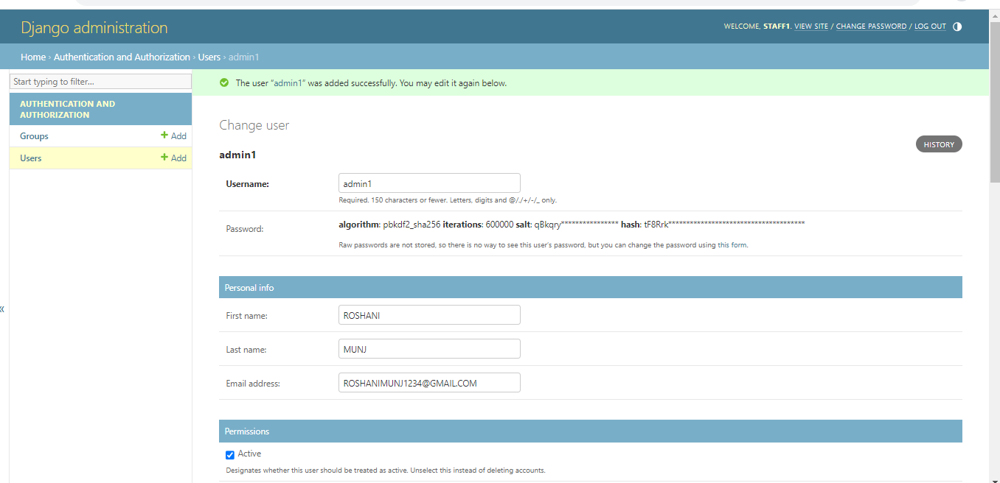 Django administration
WELCOME, STAFF1. VIEW SITE / CHANGE PASSWORD / LOG OUT
Home › Authentication and Authorization › Users › admin1
Start typing to filter...
AUTHENTICATION AND
AUTHORIZATION
Groups + Add
Users + Add
«
The user “admin1” was added successfully. You may edit it again below.
Change user
HISTORY
admin1
Username: admin1
Required. 150 characters or fewer. Letters, digits and @/./+/-/_ only.
Password: algorithm: pbkdf2_sha256 iterations: 600000 salt: qBkqry**************** hash: tF8Rrk**************************************
Raw passwords are not stored, so there is no way to see this user’s password, but you can change the password using this form.
Personal info
First name: ROSHANI
Last name: MUNJ
Email address: ROSHANIMUNJ1234@GMAIL.COM
Permissions
Active
Designates whether this user should be treated as active. Unselect this instead of deleting accounts.